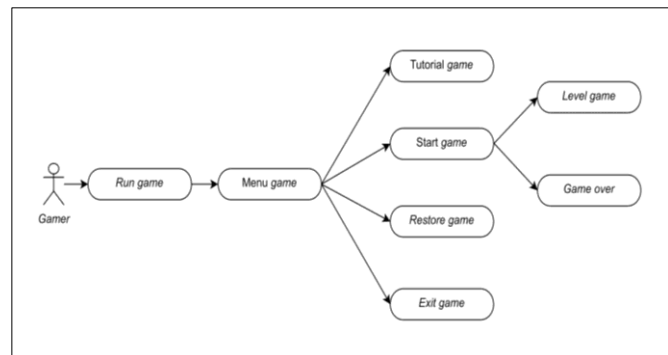 Gamer
Run game
Menu game
Tutorial game
Start game
Restore game
Exit game
Level game
Game over